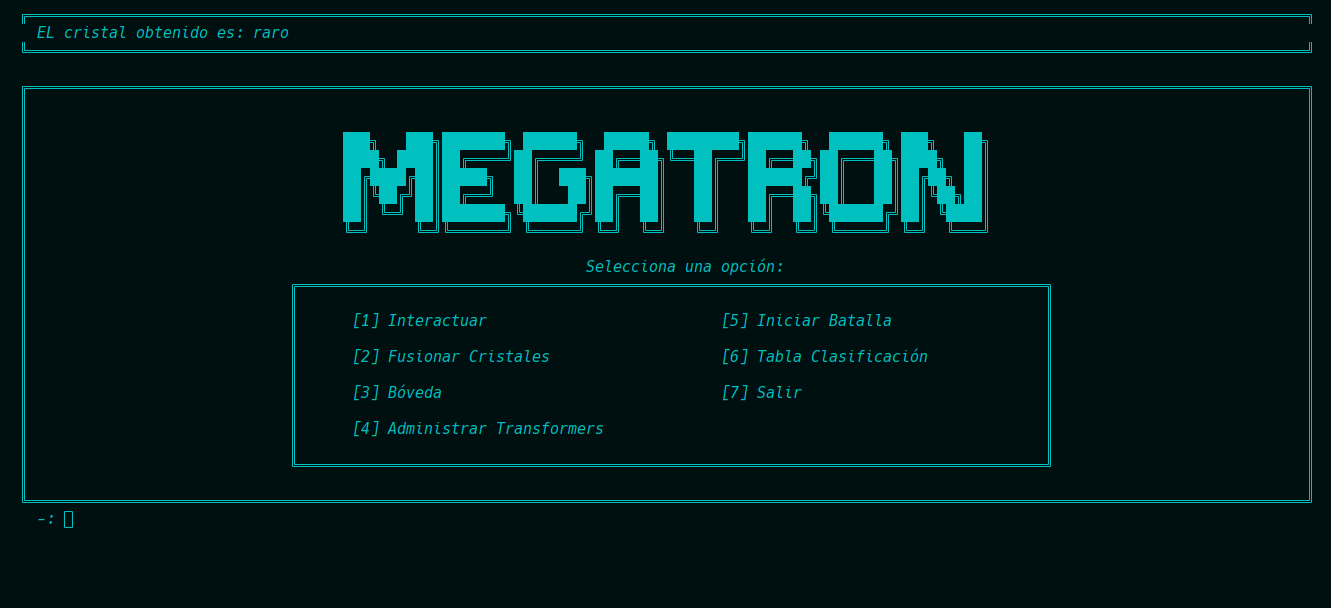 EL cristal obtenido es: raro
MEGATRON
Selecciona una opción:
[1] Interactuar
[2] Fusionar Cristales
[3] Bóveda
[4] Administrar Transformers
[5] Iniciar Batalla
[6] Tabla Clasificación
[7] Salir
-: